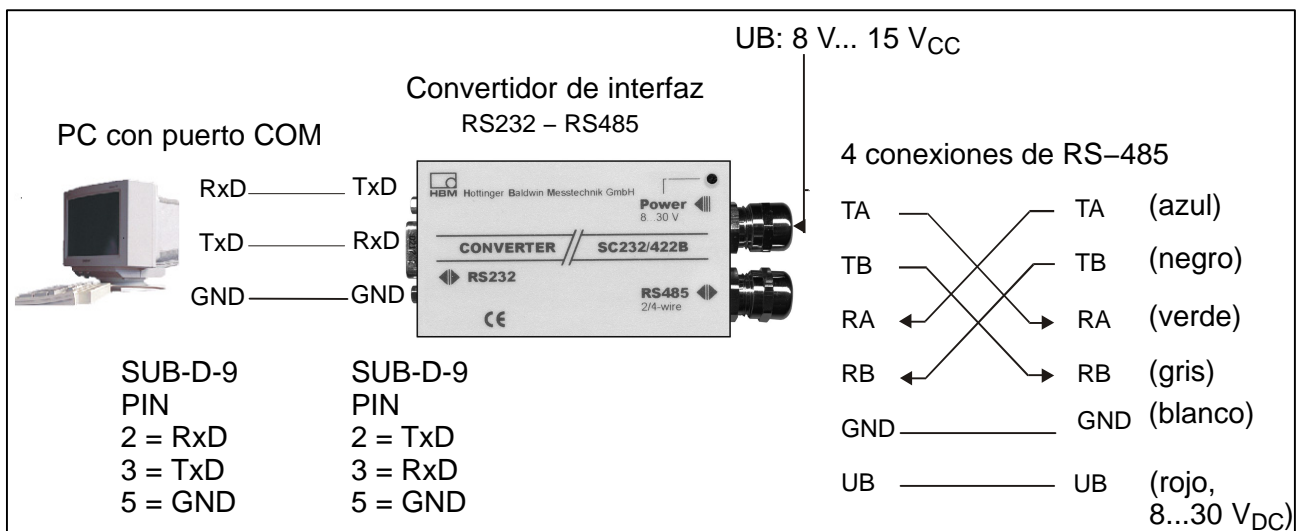 UB: 8 V... 15 VCC
Convertidor de interfaz
RS232 – RS485
PC con puerto COM
4 conexiones de RS–485
RxD TxD
TxD RxD
GND GND
HBM Hottinger Baldwin Messtechnik GmbH
Power
8...30 V
CONVERTER SC232/422B
RS232
RS485
2/4-wire
CE
TA TA (azul)
TB TB (negro)
RA RA (verde)
RB RB (gris)
GND GND (blanco)
UB UB (rojo,
8...30 VDC)
SUB-D-9 SUB-D-9
PIN PIN
2 = RxD 2 = TxD
3 = TxD 3 = RxD
5 = GND 5 = GND